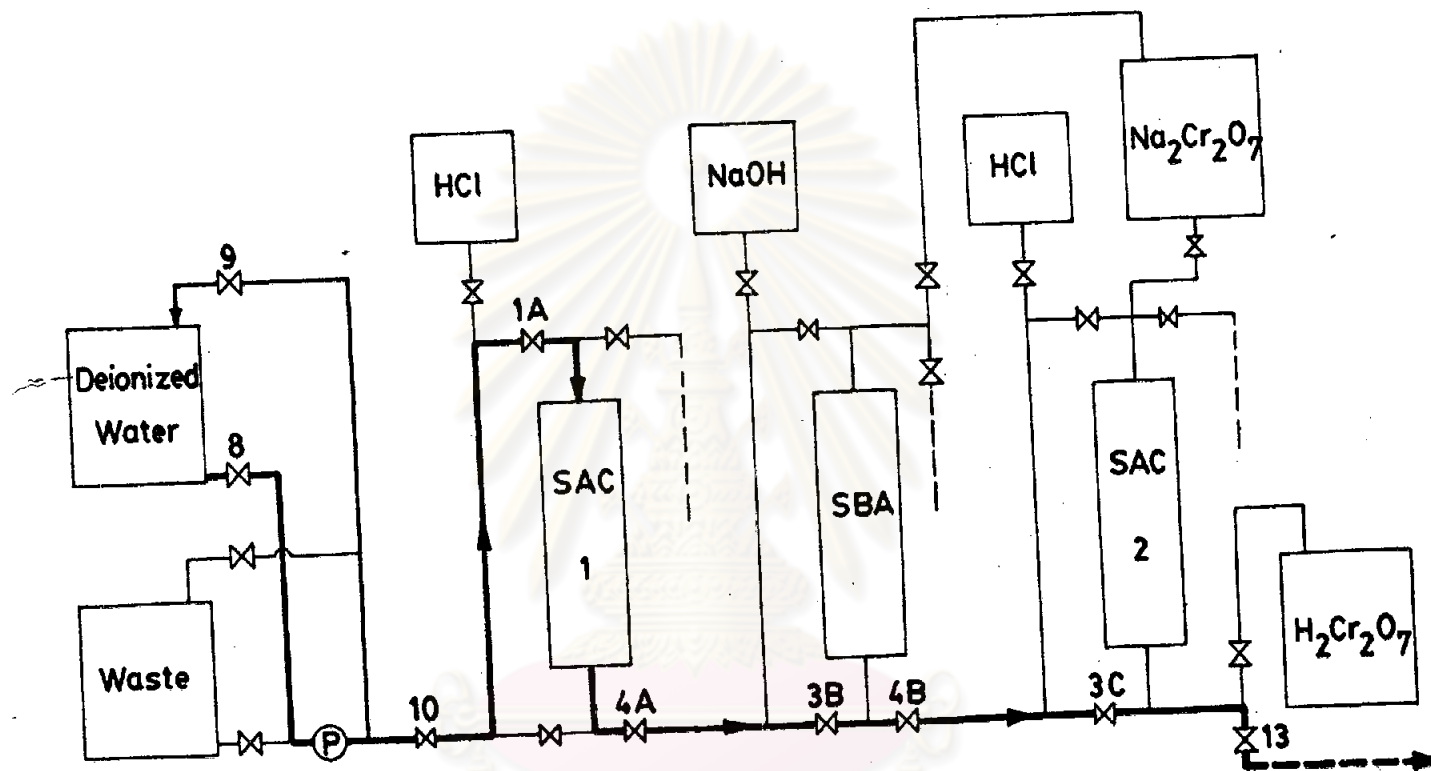 Na₂Cr₂O₇
HCl
NaOH
HCl
9
1A
Deionized
Water
8
SAC
1
SBA
SAC
2
H₂Cr₂O₇
Waste
10
4A
3B
4B
3C
P
13